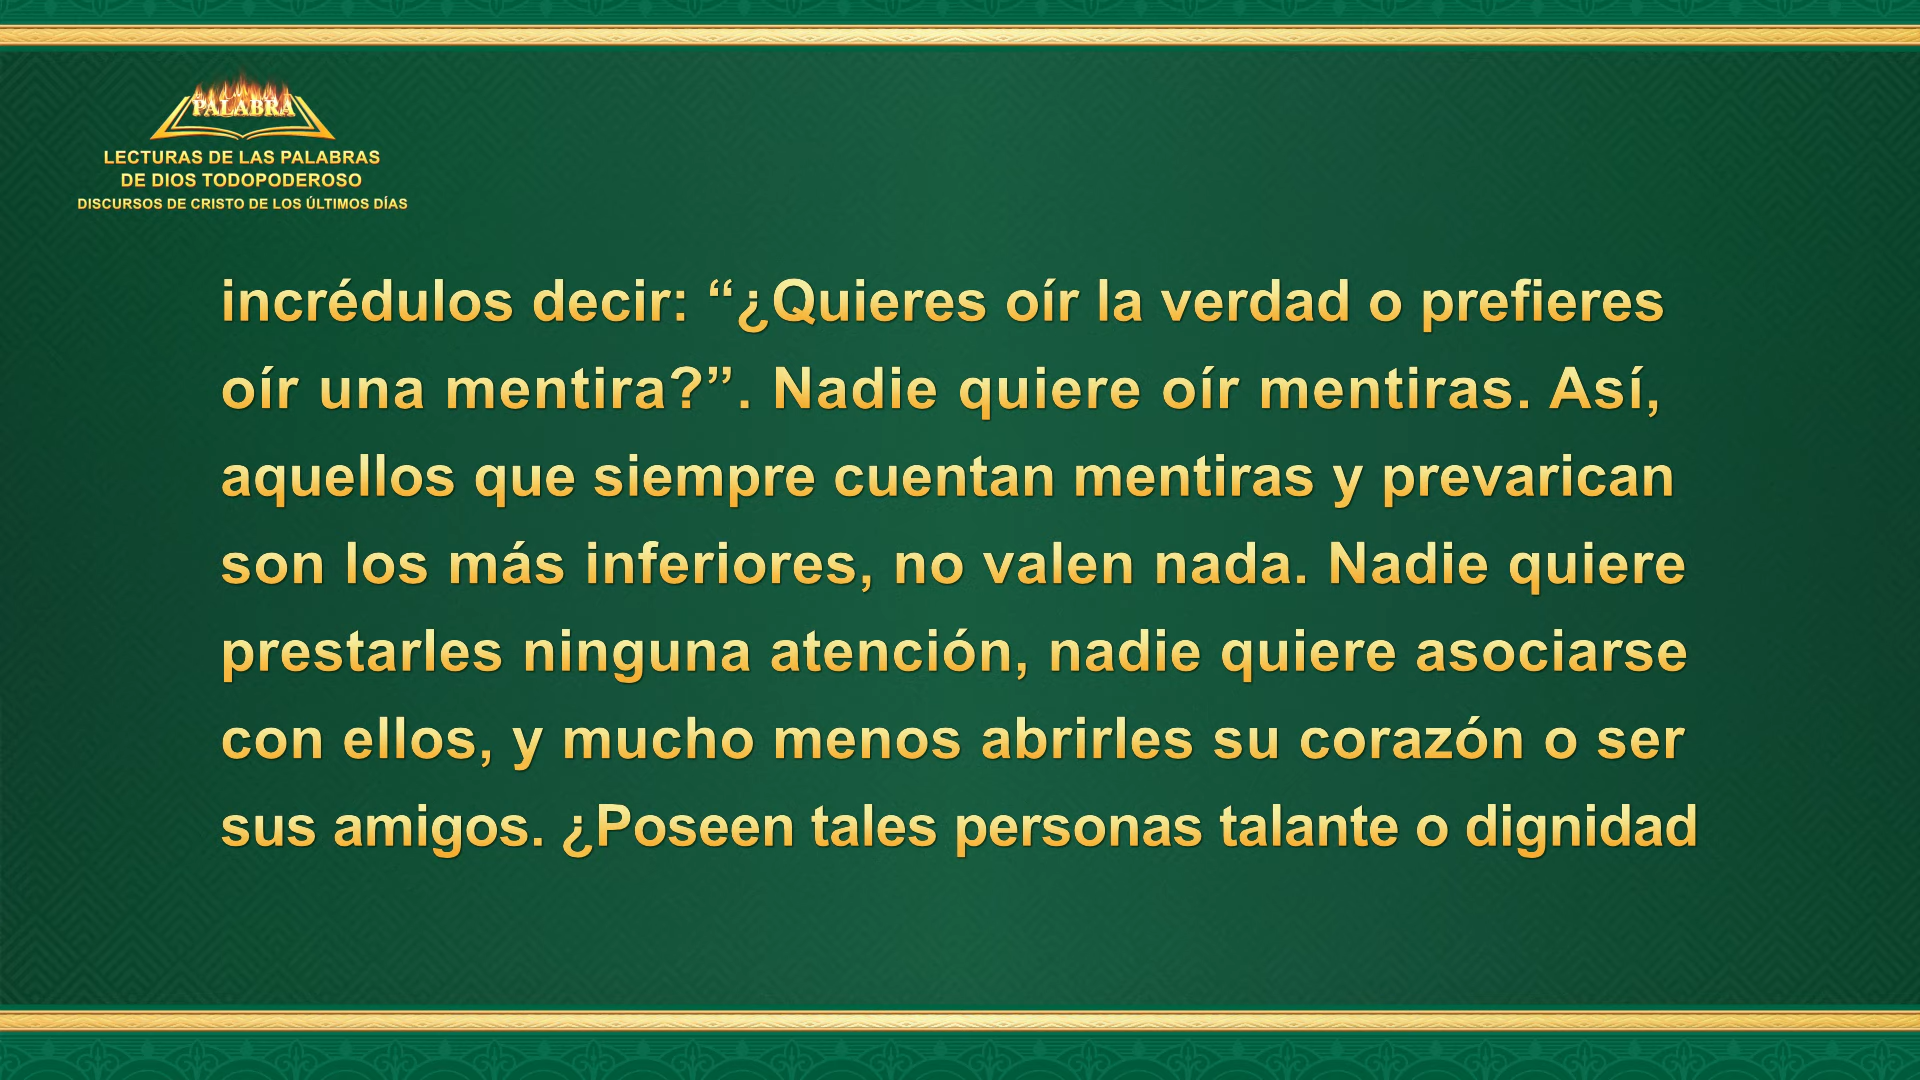 PALABRA
LECTURAS DE LAS PALABRAS
DE DIOS TODOPODEROSO
DISCURSOS DE CRISTO DE LOS ÚLTIMOS DÍAS
incrédulos decir: “¿Quieres oír la verdad o prefieres
oír una mentira?”. Nadie quiere oír mentiras. Así,
aquellos que siempre cuentan mentiras y prevarican
son los más inferiores, no valen nada. Nadie quiere
prestarles ninguna atención, nadie quiere asociarse
con ellos, y mucho menos abrirles su corazón o ser
sus amigos. ¿Poseen tales personas talante o dignidad